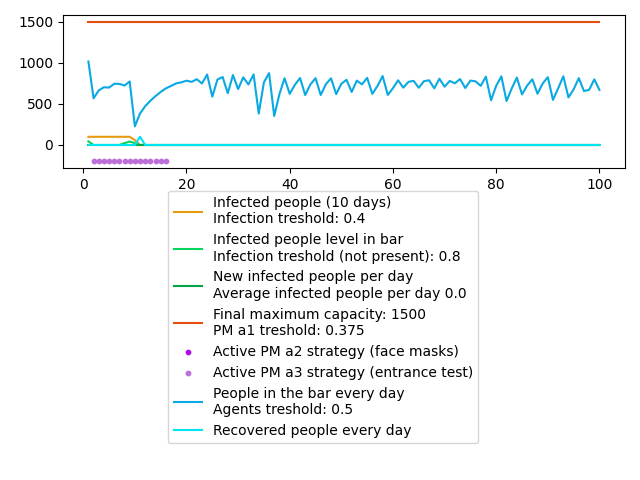 1500
1000
500
0
0 20 40 60 80 100
Infected people (10 days)
Infection treshold: 0.4
Infected people level in bar
Infection treshold (not present): 0.8
New infected people per day
Average infected people per day 0.0
Final maximum capacity: 1500
PM a1 treshold: 0.375
Active PM a2 strategy (face masks)
Active PM a3 strategy (entrance test)
People in the bar every day
Agents treshold: 0.5
Recovered people every day